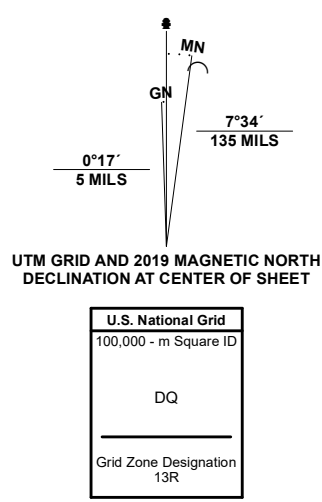 MN
GN
7°34´
135 MILS
0°17´
5 MILS
UTM GRID AND 2019 MAGNETIC NORTH
DECLINATION AT CENTER OF SHEET
U.S. National Grid
100,000 - m Square ID
DQ
Grid Zone Designation
13R